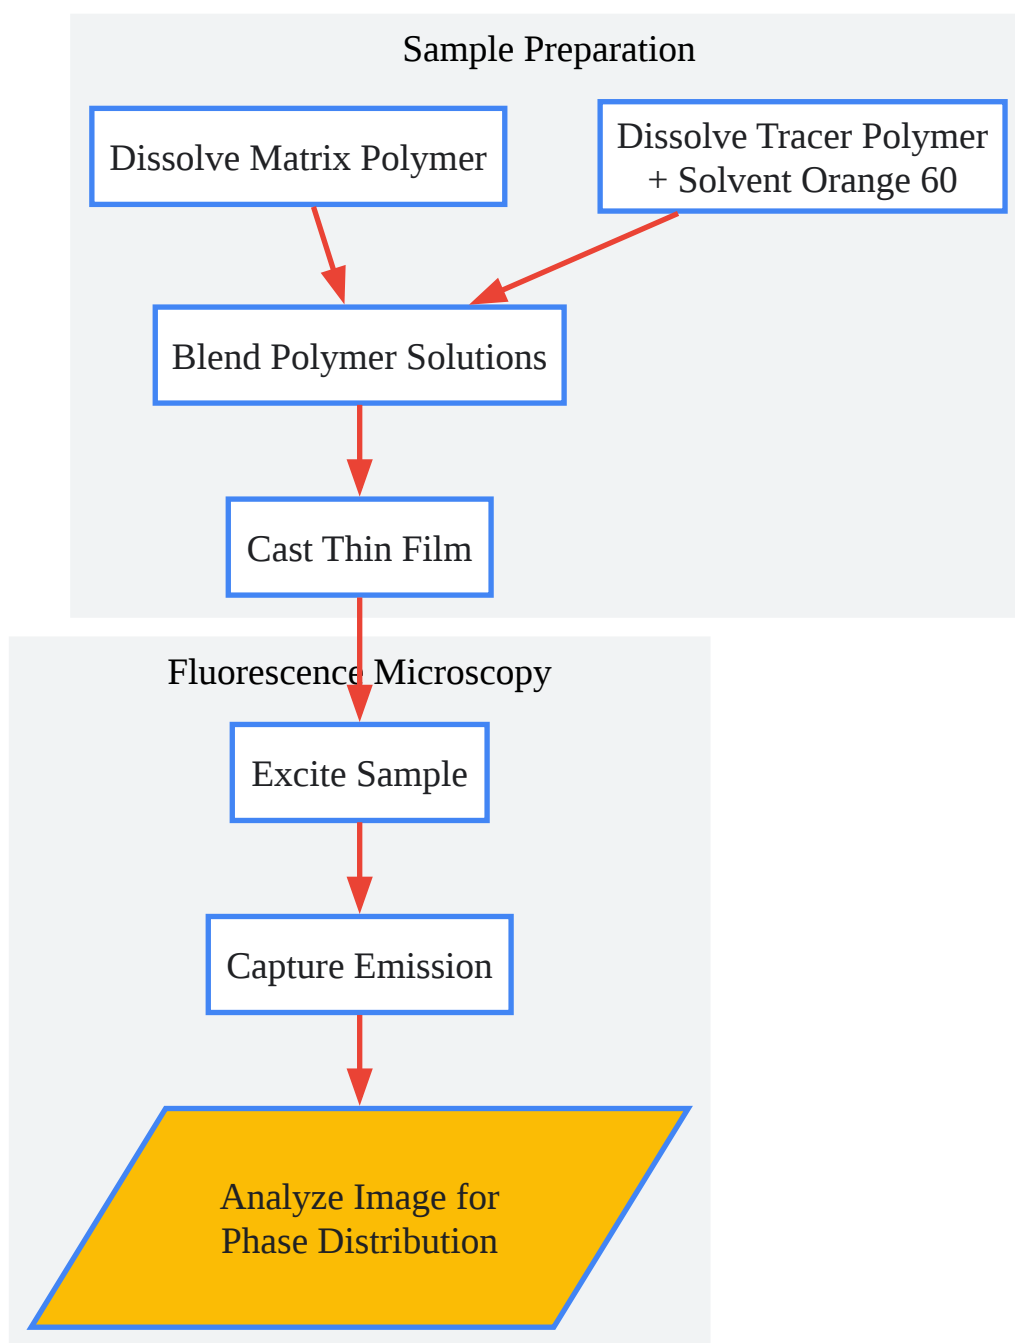 Sample Preparation
Dissolve Matrix Polymer
Dissolve Tracer Polymer
+ Solvent Orange 60
Blend Polymer Solutions
Cast Thin Film
Fluorescence Microscopy
Excite Sample
Capture Emission
Analyze Image for
Phase Distribution